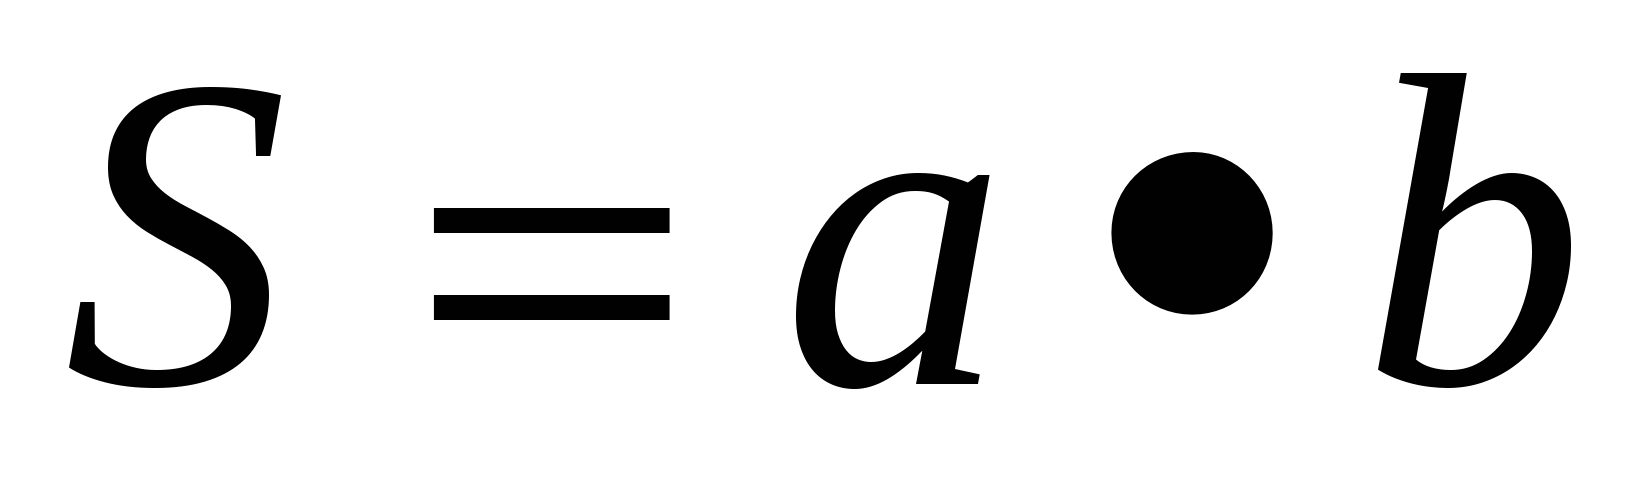 S = a • b